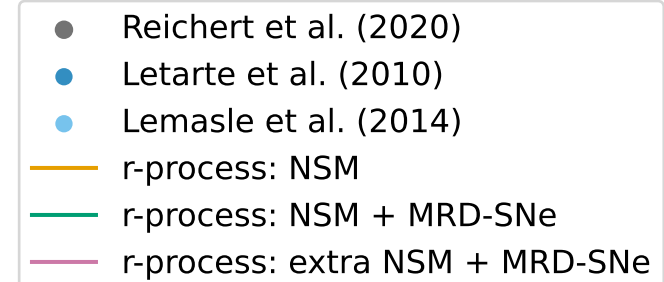 Reichert et al. (2020)
Letarte et al. (2010)
Lemasle et al. (2014)
r-process: NSM
r-process: NSM + MRD-SNe
r-process: extra NSM + MRD-SNe